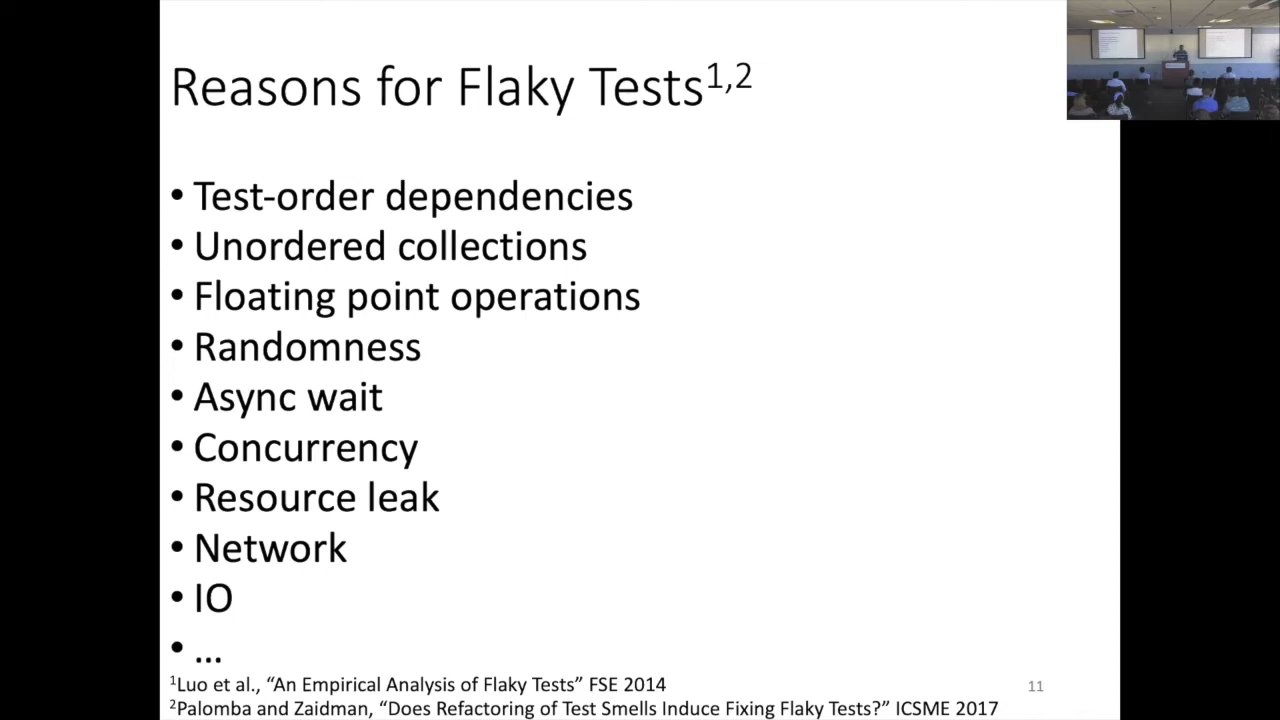 Reasons for Flaky Tests1,2
• Test-order dependencies
• Unordered collections
• Floating point operations
• Randomness
• Async wait
• Concurrency
• Resource leak
• Network
• IO
• ...
1Luo et al., “An Empirical Analysis of Flaky Tests” FSE 2014
11
2Palomba and Zaidman, “Does Refactoring of Test Smells Induce Fixing Flaky Tests?” ICSME 2017